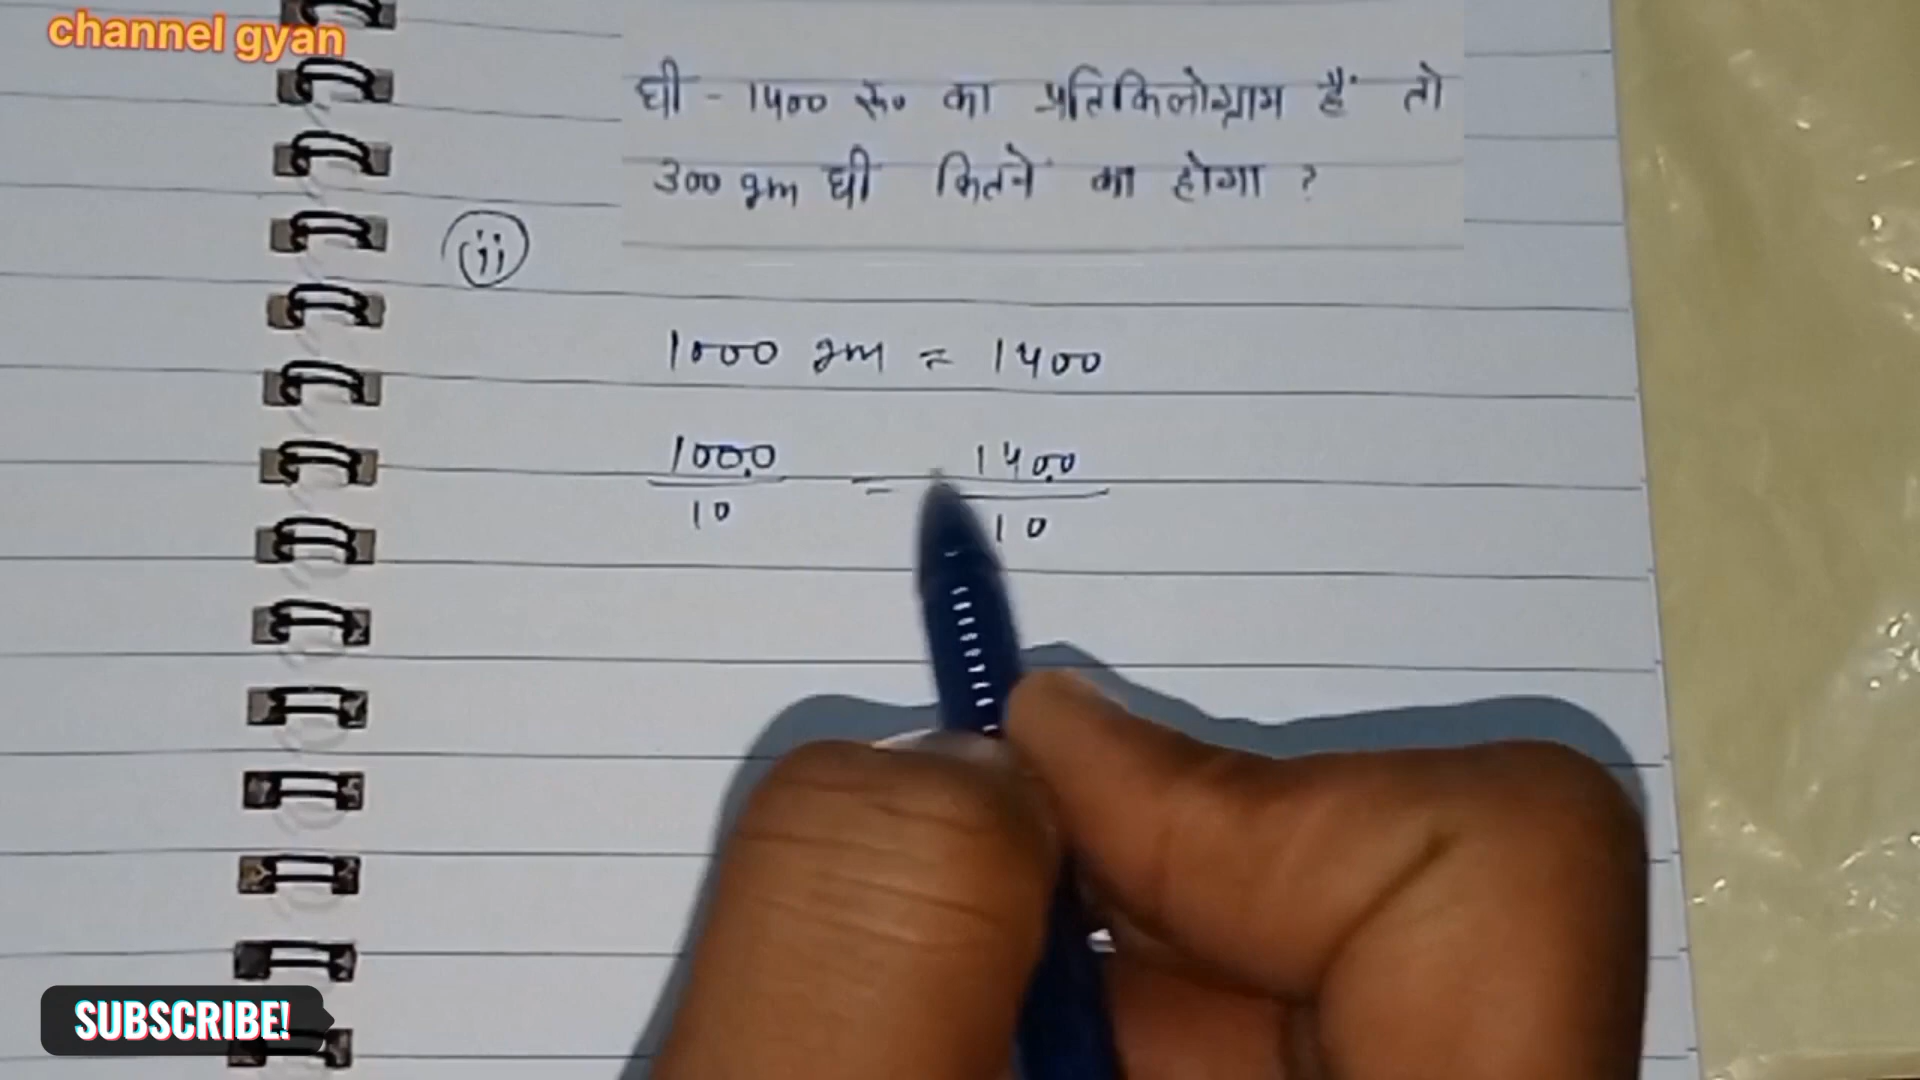 channel gyan
घी - 1400 रू० का प्रतिकिलोग्राम हैं तो
300 gm घी कितने का होगा ?
ii
1000 gm = 1400
1000 = 1400
10 10
SUBSCRIBE!